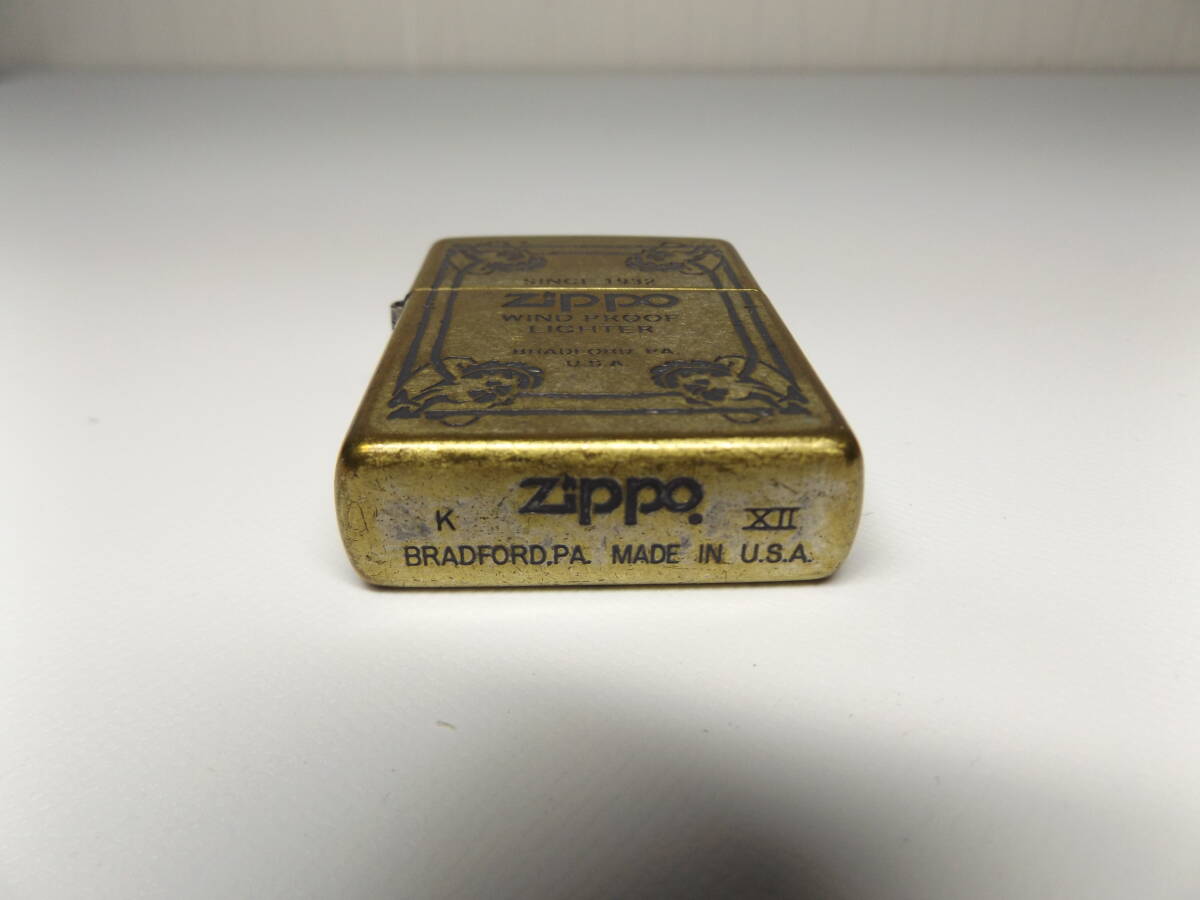 SINCE 1932
Zippo
WIND PROOF
LIGHTER
BRADFORD, PA.
U.S.A
Zippo
K XII
BRADFORD,PA. MADE IN U.S.A.